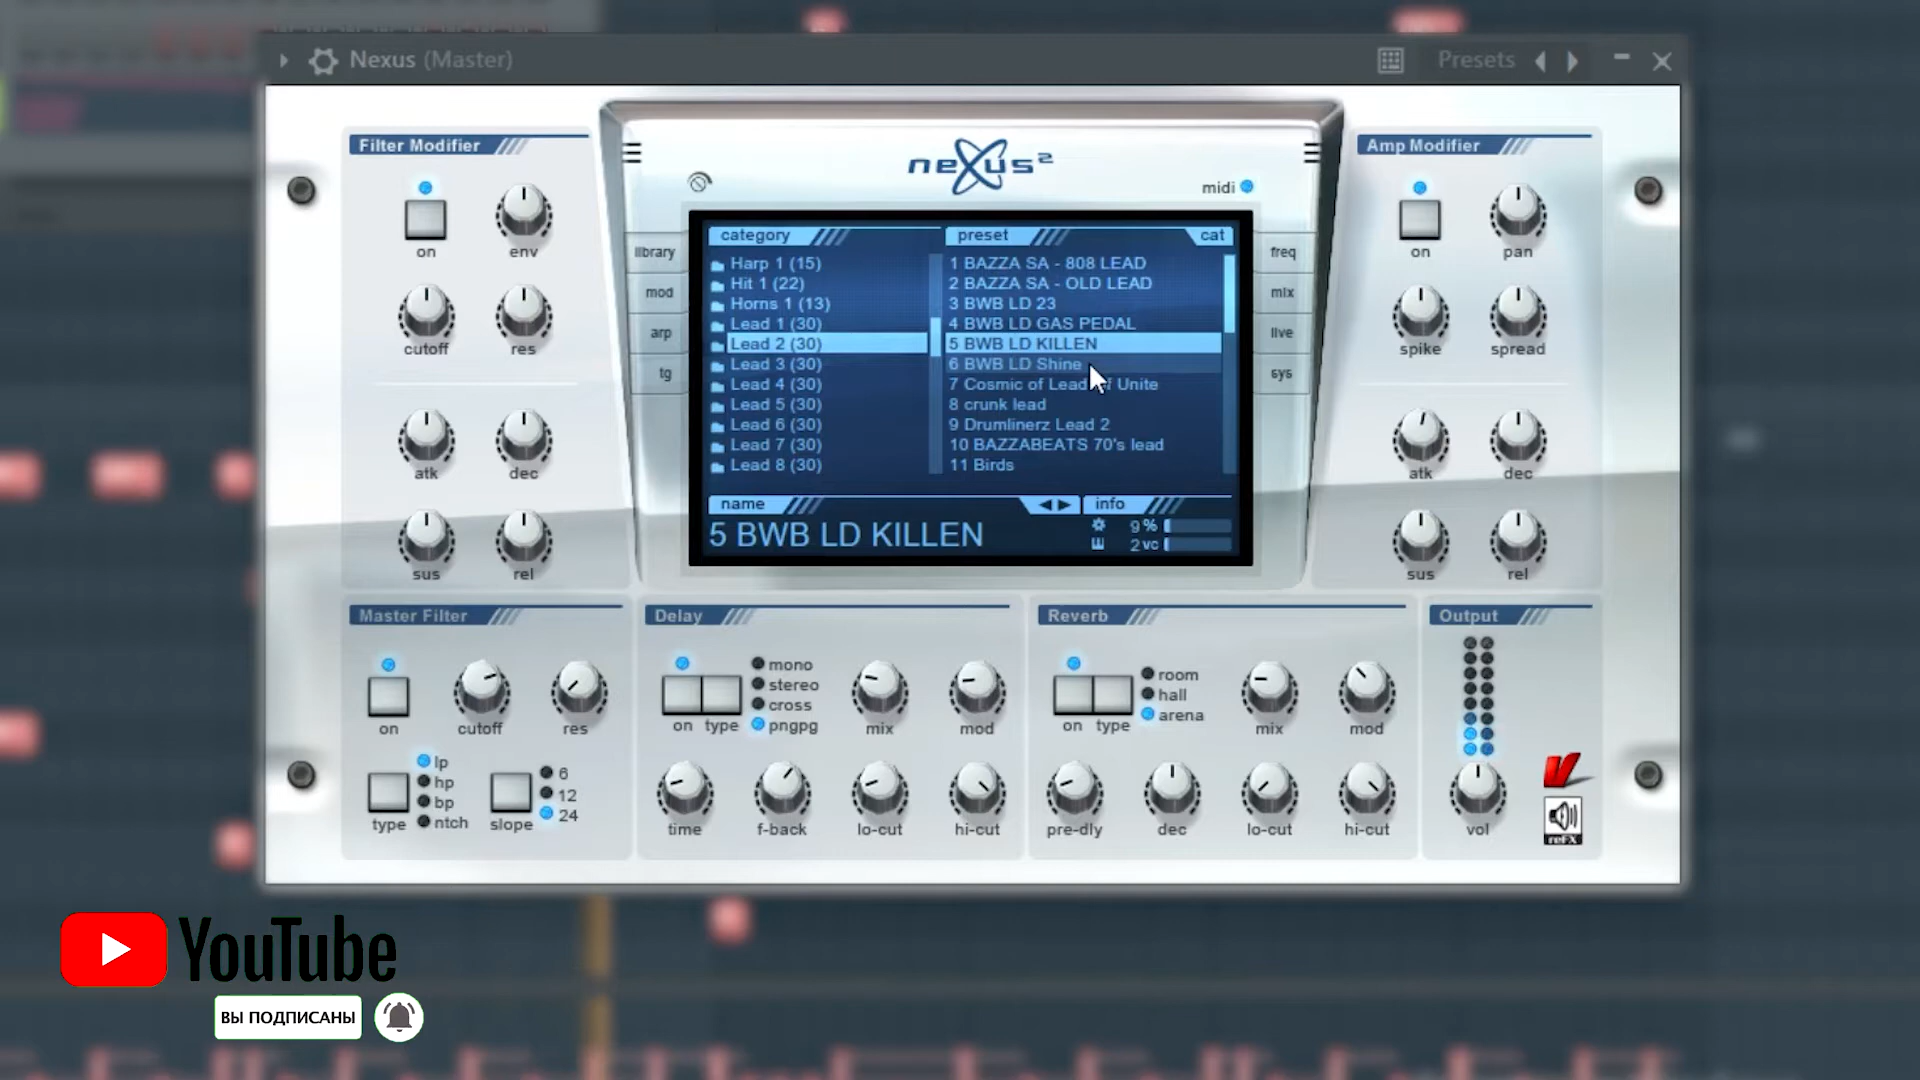 Nexus (Master)
Presets
Filter Modifier
on
env
cutoff
res
atk
dec
sus
rel
nexus²
midi
library
mod
arp
tg
category
Harp 1 (15)
Hit 1 (22)
Horns 1 (13)
Lead 1 (30)
Lead 2 (30)
Lead 3 (30)
Lead 4 (30)
Lead 5 (30)
Lead 6 (30)
Lead 7 (30)
Lead 8 (30)
preset
cat
1 BAZZA SA - 808 LEAD
2 BAZZA SA - OLD LEAD
3 BWB LD 23
4 BWB LD GAS PEDAL
5 BWB LD KILLEN
6 BWB LD Shine
7 Cosmic of Lead of Unite
8 crunk lead
9 Drumlinerz Lead 2
10 BAZZABEATS 70's lead
11 Birds
name
5 BWB LD KILLEN
info
9 %
2 vc
freq
mix
live
sys
Amp Modifier
on
pan
spike
spread
atk
dec
sus
rel
Master Filter
on
cutoff
res
type
lp
hp
bp
ntch
slope
6
12
24
Delay
on
type
mono
stereo
cross
pngpg
mix
mod
time
f-back
lo-cut
hi-cut
Reverb
on
type
room
hall
arena
mix
mod
pre-dly
dec
lo-cut
hi-cut
Output
vol
reFX
YouTube
ВЫ ПОДПИСАНЫ